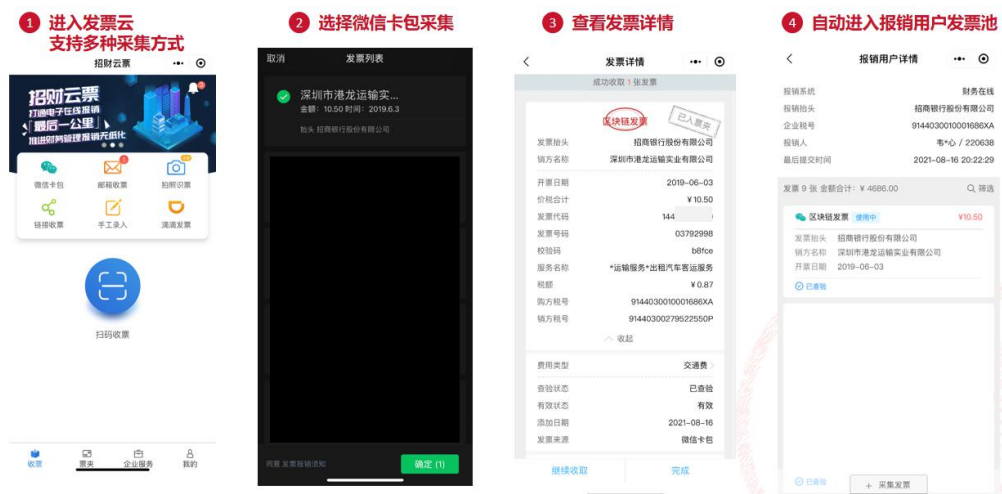 1 进入发票云
支持多种采集方式
招财云票
招财云票
打通电子在线报销
「最后一公里」
推进财务管理报销无纸化
微信卡包
邮箱收票
拍照识票
链接收票
手工录入
滴滴发票
扫码收票
收票
票夹
企业服务
我的
2 选择微信卡包采集
取消 发票列表
深圳市港龙运输实...
金额: 10.50 时间: 2019.6.3
抬头 招商银行股份有限公司
同意 发票报销须知
确定 (1)
3 查看发票详情
发票详情
成功收取 1 张发票
区块链发票
已入票夹
发票抬头 招商银行股份有限公司
销方名称 深圳市港龙运输实业有限公司
开票日期 2019-06-03
价税合计 ¥ 10.50
发票代码 144
发票号码 03792998
校验码 b8fce
服务名称 *运输服务*出租汽车客运服务
税额 ¥ 0.87
购方税号 9144030010001686XA
销方税号 91440300279522550P
收起
费用类型 交通费
查验状态 已查验
有效状态 有效
添加日期 2021-08-16
发票来源 微信卡包
继续收取 完成
4 自动进入报销用户发票池
报销用户详情
报销系统 财务在线
报销抬头 招商银行股份有限公司
企业税号 9144030010001686XA
报销人 韦*心 / 220638
最后提交时间 2021-08-16 20:22:29
发票 9 张 金额合计: ¥ 4686.00 筛选
区块链发票 使用中 ¥10.50
发票抬头 招商银行股份有限公司
销方名称 深圳市港龙运输实业有限公司
开票日期 2019-06-03
已查验
已查验
+ 采集发票